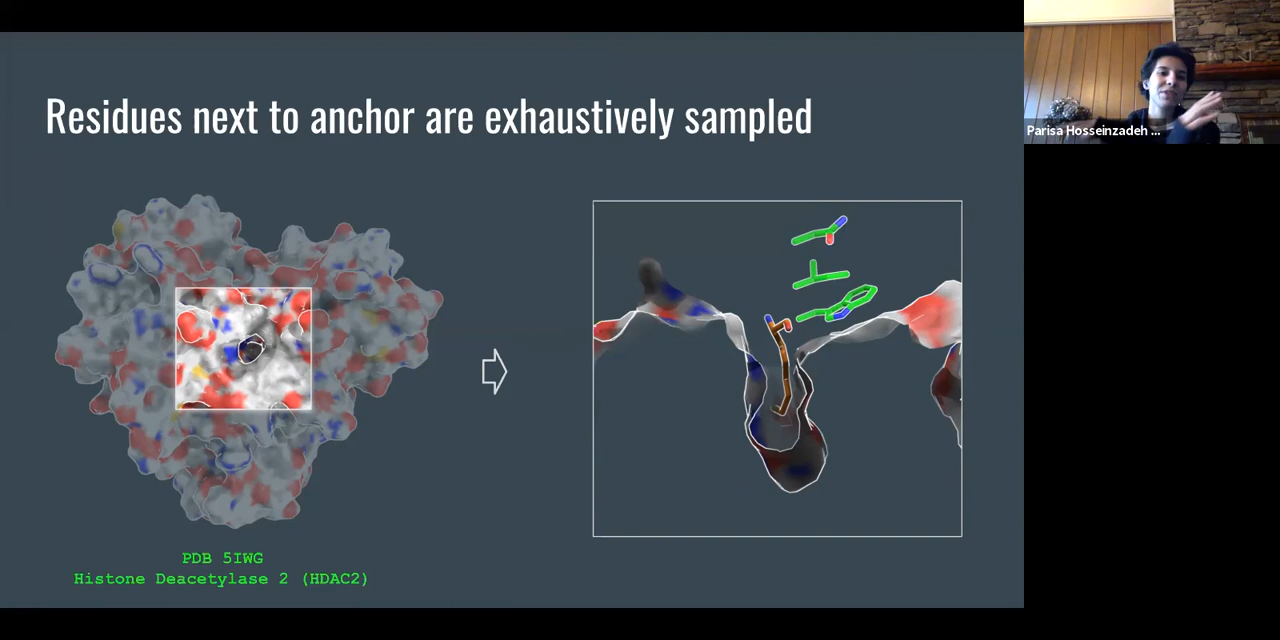 Residues next to anchor are exhaustively sampled
Parisa Hosseinzadeh ...
PDB 5IWG
Histone Deacetylase 2 (HDAC2)